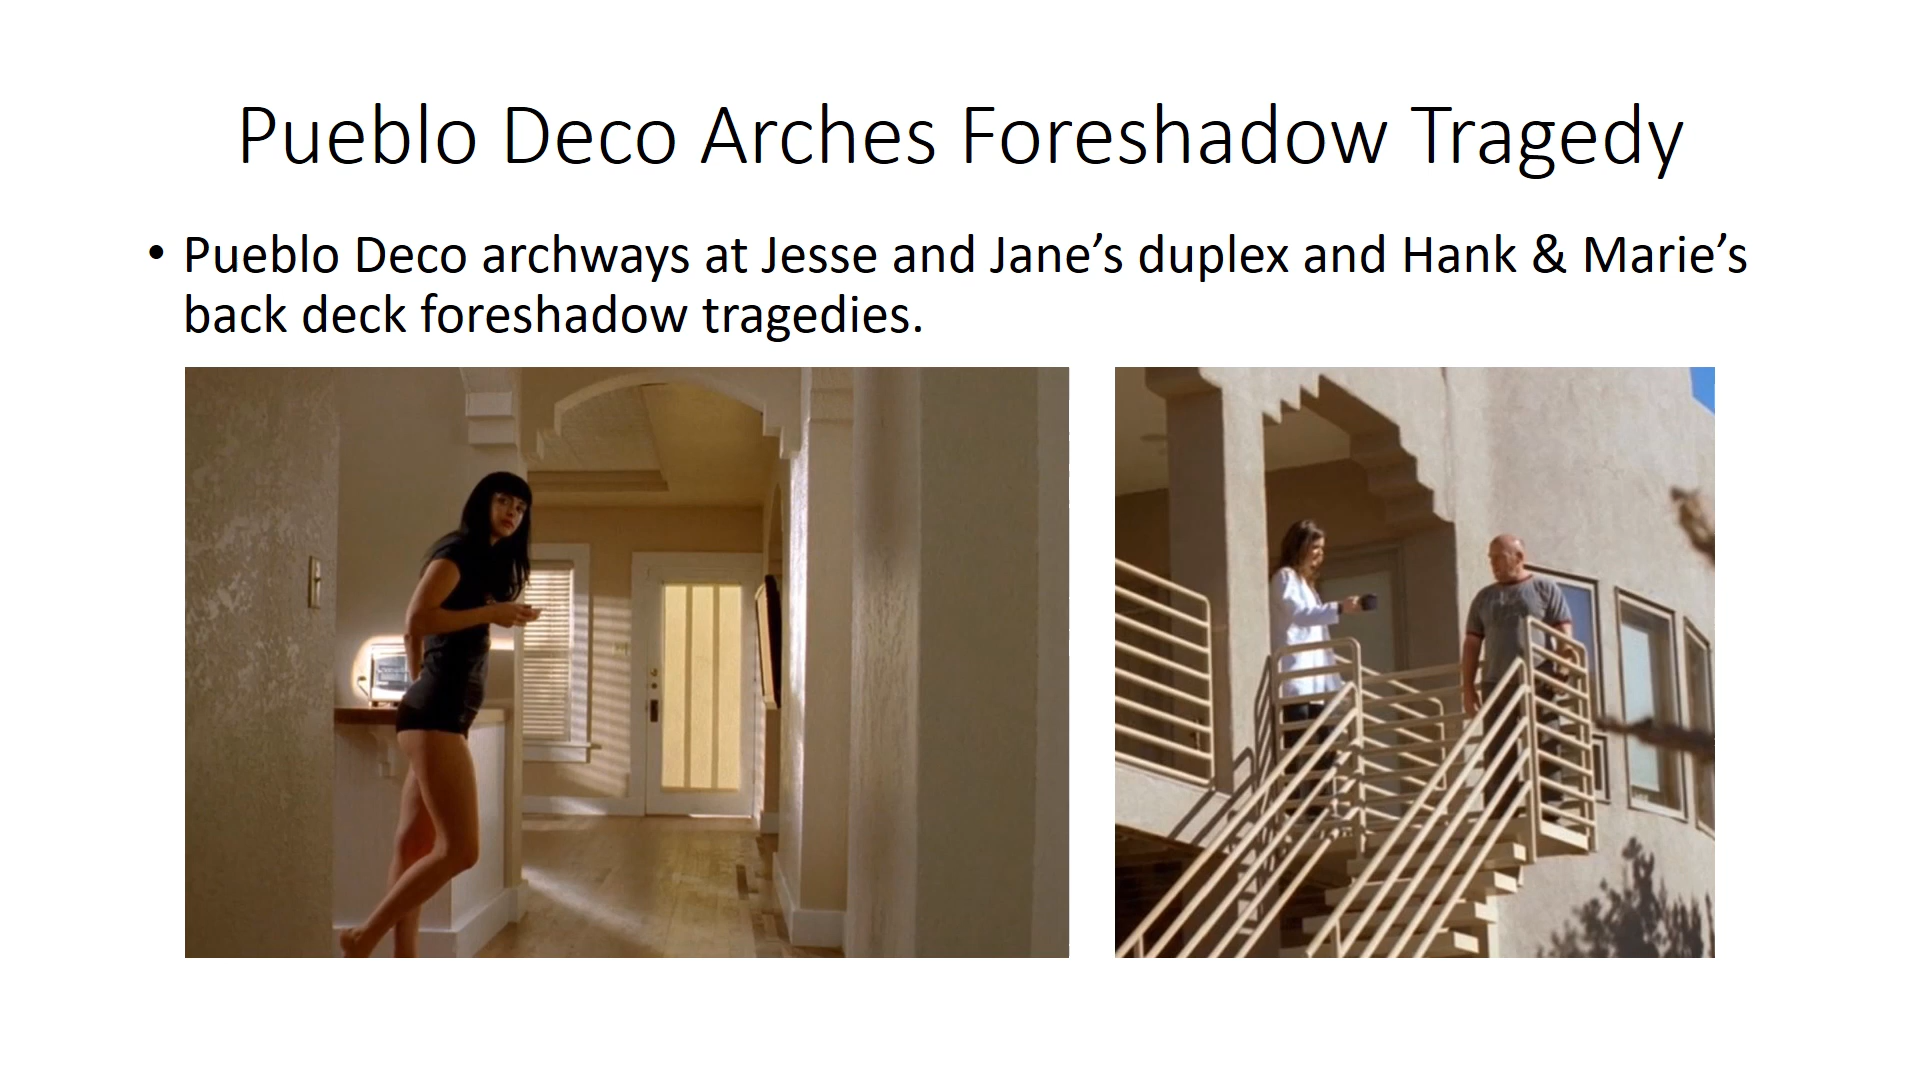 Pueblo Deco Arches Foreshadow Tragedy
• Pueblo Deco archways at Jesse and Jane’s duplex and Hank & Marie’s
back deck foreshadow tragedies.